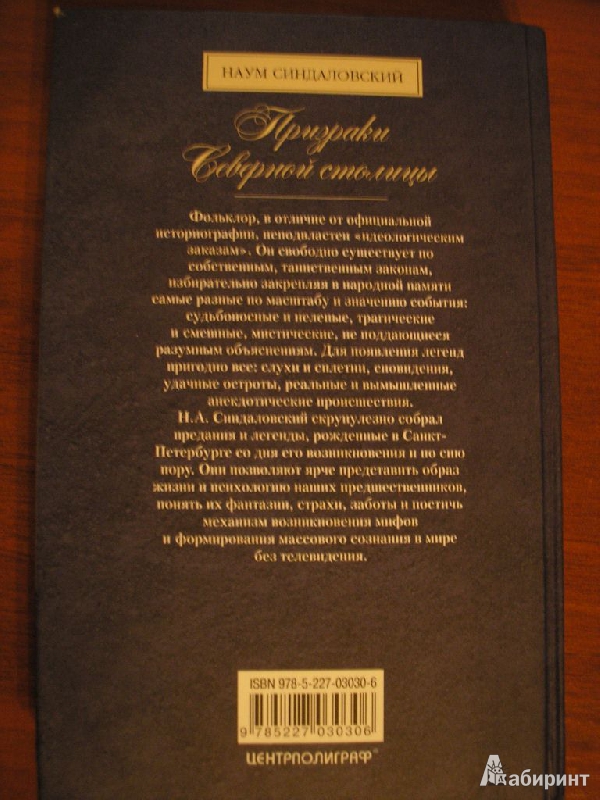 НАУМ СИНДАЛОВСКИЙ
Призраки
Северной столицы
Фольклор, в отличие от официальной
историографии, неподвластен «идеологическим
заказам». Он свободно существует по
собственным, таинственным законам,
избирательно закрепляя в народной памяти
самые разные по масштабу и значению события:
судьбоносные и нелепые, трагические
и смешные, мистические, не поддающиеся
разумным объяснениям. Для появления легенд
пригодно все: слухи и сплетни, сновидения,
удачные остроты, реальные и вымышленные
анекдотические происшествия.
Н.А. Синдаловский скрупулезно собрал
предания и легенды, рожденные в Санкт-
Петербурге со дня его возникновения и по сию
пору. Они позволяют ярче представить образ
жизни и психологию наших предшественников,
понять их фантазии, страхи, заботы и постичь
механизм возникновения мифов
и формирования массового сознания в мире
без телевидения.
ISBN 978-5-227-03030-6
9 785227 030306
ЦЕНТРПОЛИГРАФ®
Лабиринт